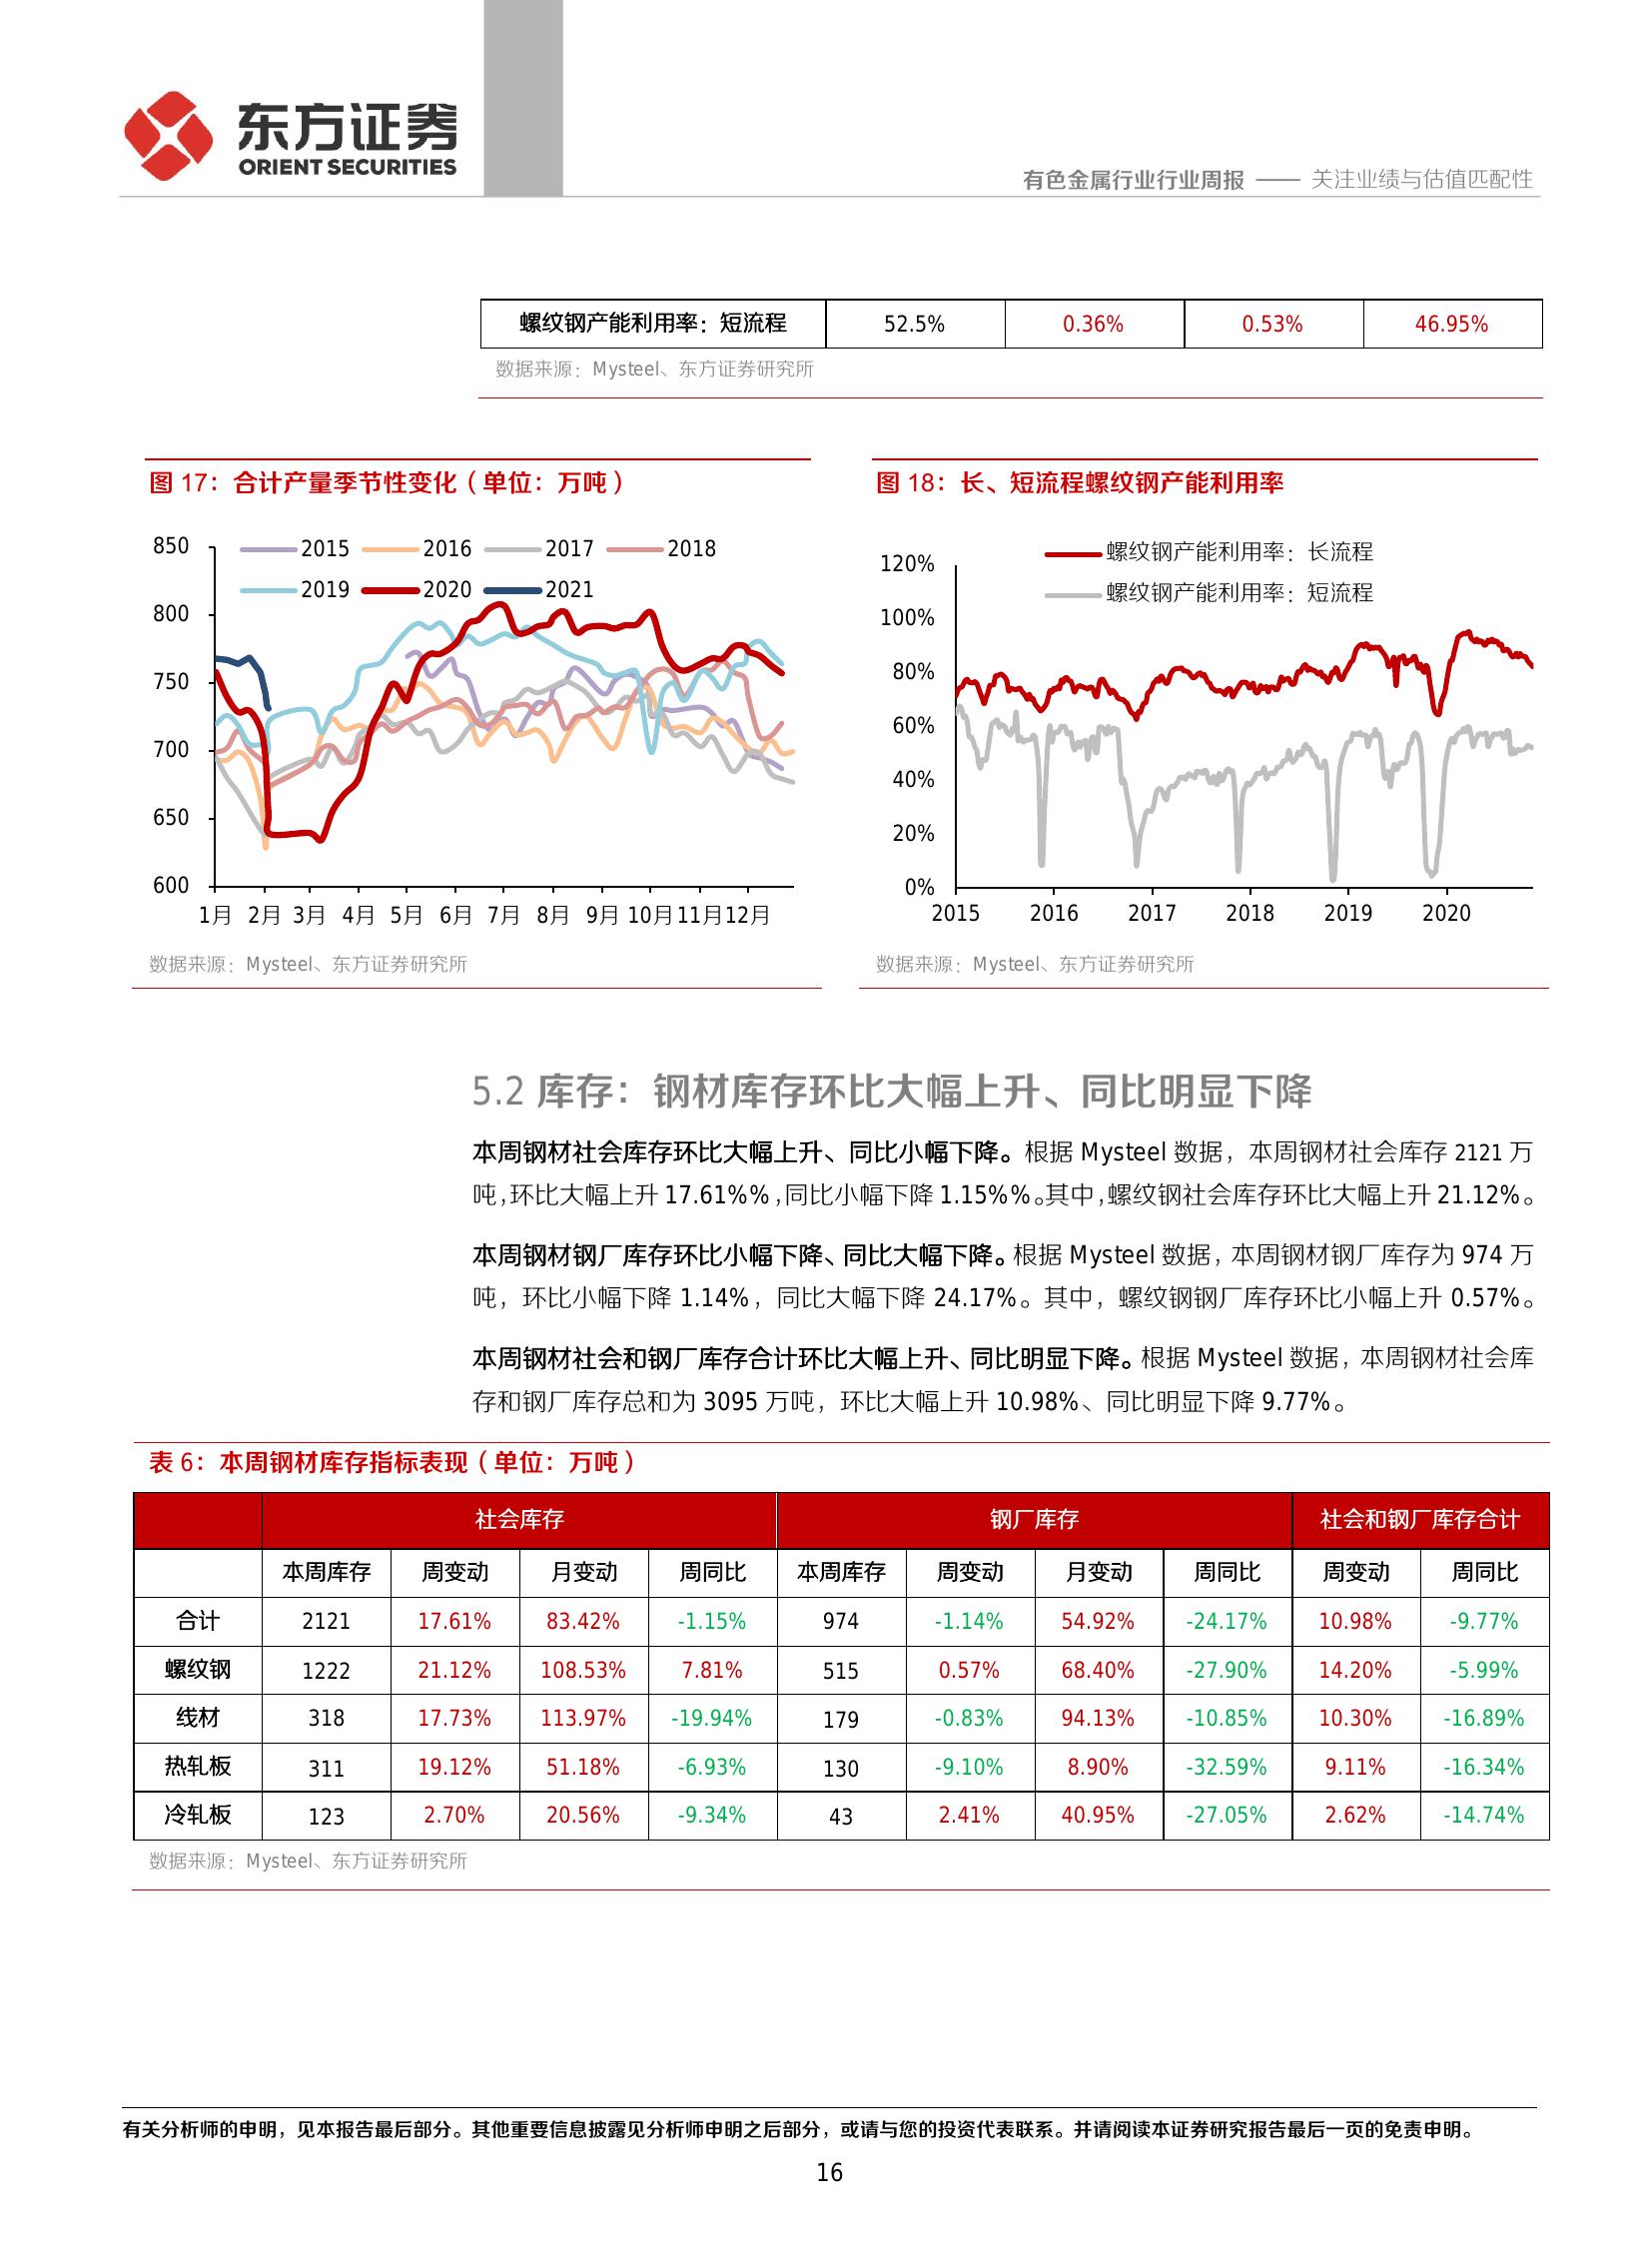 东方证券
ORIENT SECURITIES
有色金属行业行业周报 —— 关注业绩与估值匹配性
螺纹钢产能利用率：短流程 52.5% 0.36% 0.53% 46.95%
数据来源：Mysteel、东方证券研究所
图 17：合计产量季节性变化（单位：万吨）
2015 2016 2017 2018
2019 2020 2021
850
800
750
700
650
600
1月 2月 3月 4月 5月 6月 7月 8月 9月 10月 11月 12月
数据来源：Mysteel、东方证券研究所
图 18：长、短流程螺纹钢产能利用率
螺纹钢产能利用率：长流程
螺纹钢产能利用率：短流程
120%
100%
80%
60%
40%
20%
0%
2015 2016 2017 2018 2019 2020
数据来源：Mysteel、东方证券研究所
5.2 库存：钢材库存环比大幅上升、同比明显下降
本周钢材社会库存环比大幅上升、同比小幅下降。根据 Mysteel 数据，本周钢材社会库存 2121 万
吨，环比大幅上升 17.61%%，同比小幅下降 1.15%%。其中，螺纹钢社会库存环比大幅上升 21.12%。
本周钢材钢厂库存环比小幅下降、同比大幅下降。根据 Mysteel 数据，本周钢材钢厂库存为 974 万
吨，环比小幅下降 1.14%，同比大幅下降 24.17%。其中，螺纹钢钢厂库存环比小幅上升 0.57%。
本周钢材社会和钢厂库存合计环比大幅上升、同比明显下降。根据 Mysteel 数据，本周钢材社会库
存和钢厂库存总和为 3095 万吨，环比大幅上升 10.98%、同比明显下降 9.77%。
表 6：本周钢材库存指标表现（单位：万吨）
社会库存 钢厂库存 社会和钢厂库存合计
本周库存 周变动 月变动 周同比 本周库存 周变动 月变动 周同比 周变动 周同比
合计 2121 17.61% 83.42% -1.15% 974 -1.14% 54.92% -24.17% 10.98% -9.77%
螺纹钢 1222 21.12% 108.53% 7.81% 515 0.57% 68.40% -27.90% 14.20% -5.99%
线材 318 17.73% 113.97% -19.94% 179 -0.83% 94.13% -10.85% 10.30% -16.89%
热轧板 311 19.12% 51.18% -6.93% 130 -9.10% 8.90% -32.59% 9.11% -16.34%
冷轧板 123 2.70% 20.56% -9.34% 43 2.41% 40.95% -27.05% 2.62% -14.74%
数据来源：Mysteel、东方证券研究所
有关分析师的申明，见本报告最后部分。其他重要信息披露见分析师申明之后部分，或请与您的投资代表联系。并请阅读本证券研究报告最后一页的免责申明。
16